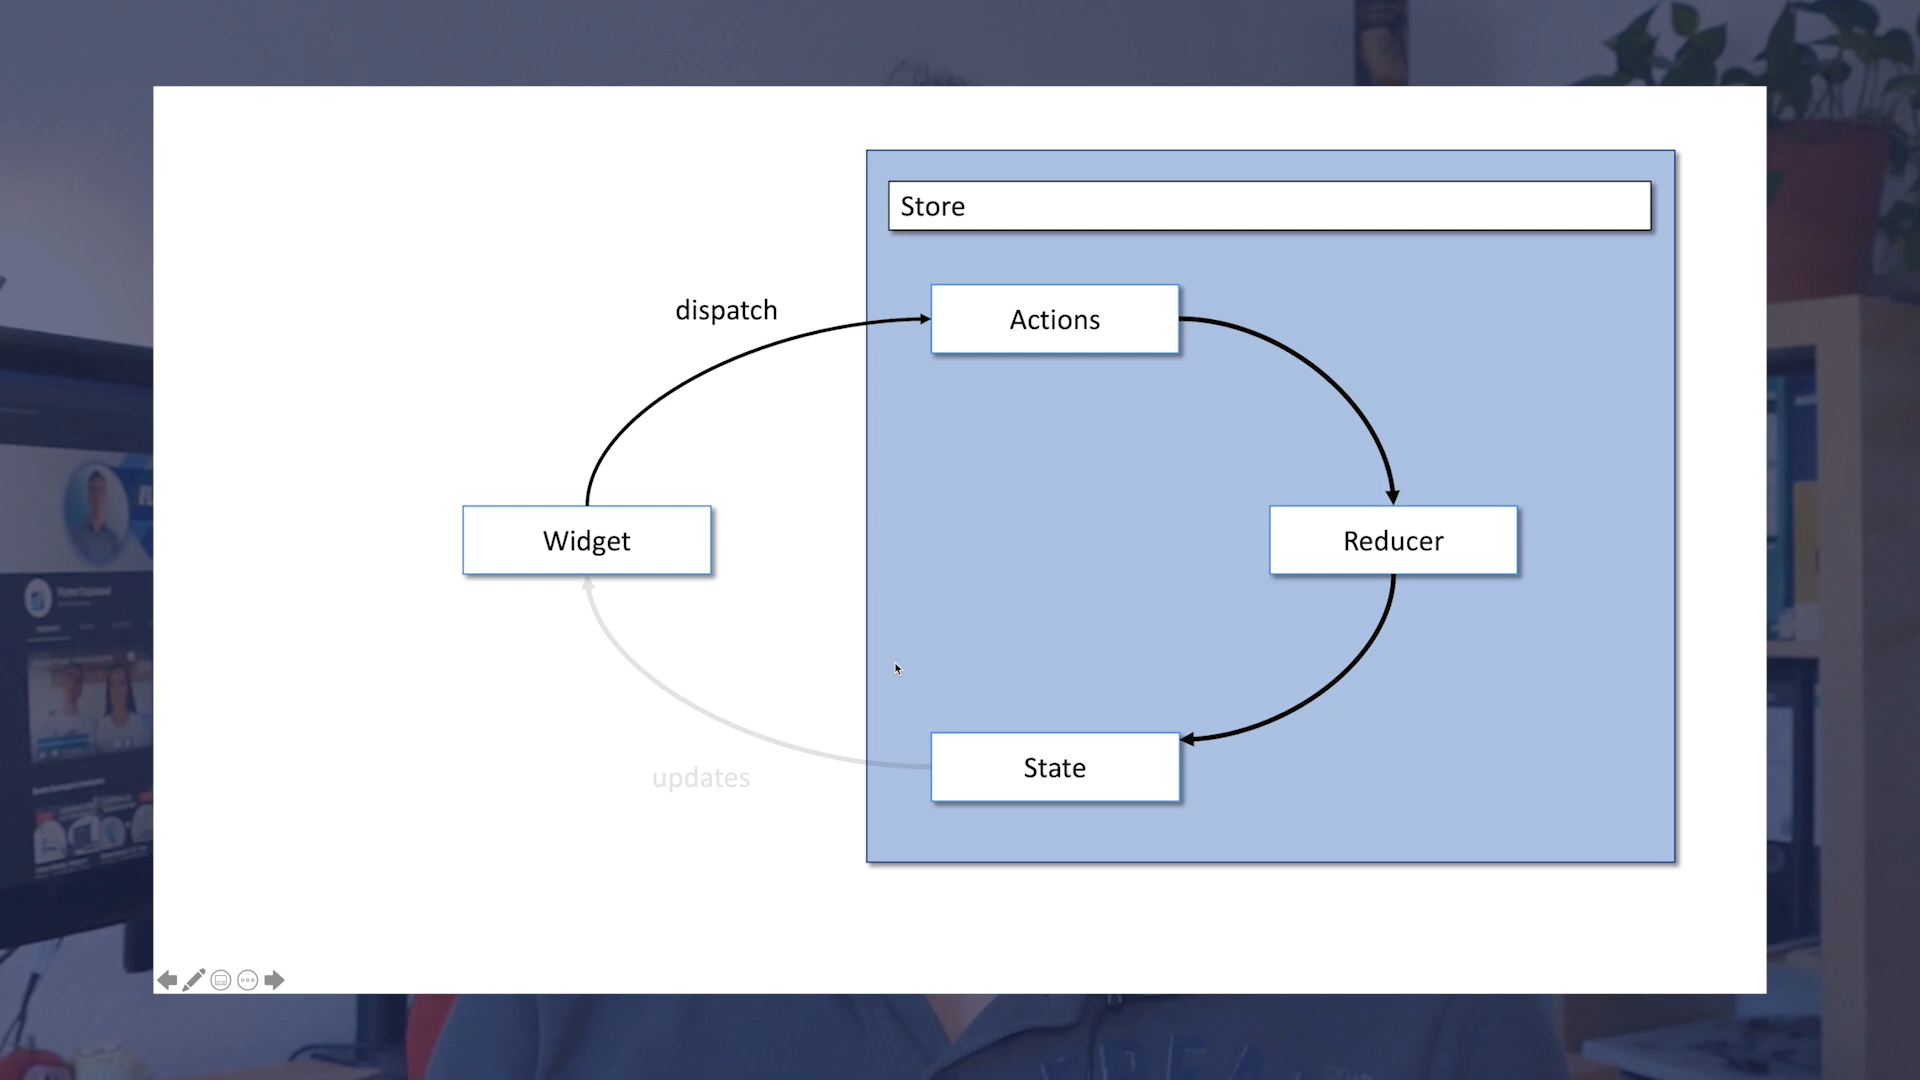 Store
dispatch
Actions
Widget
Reducer
updates
State